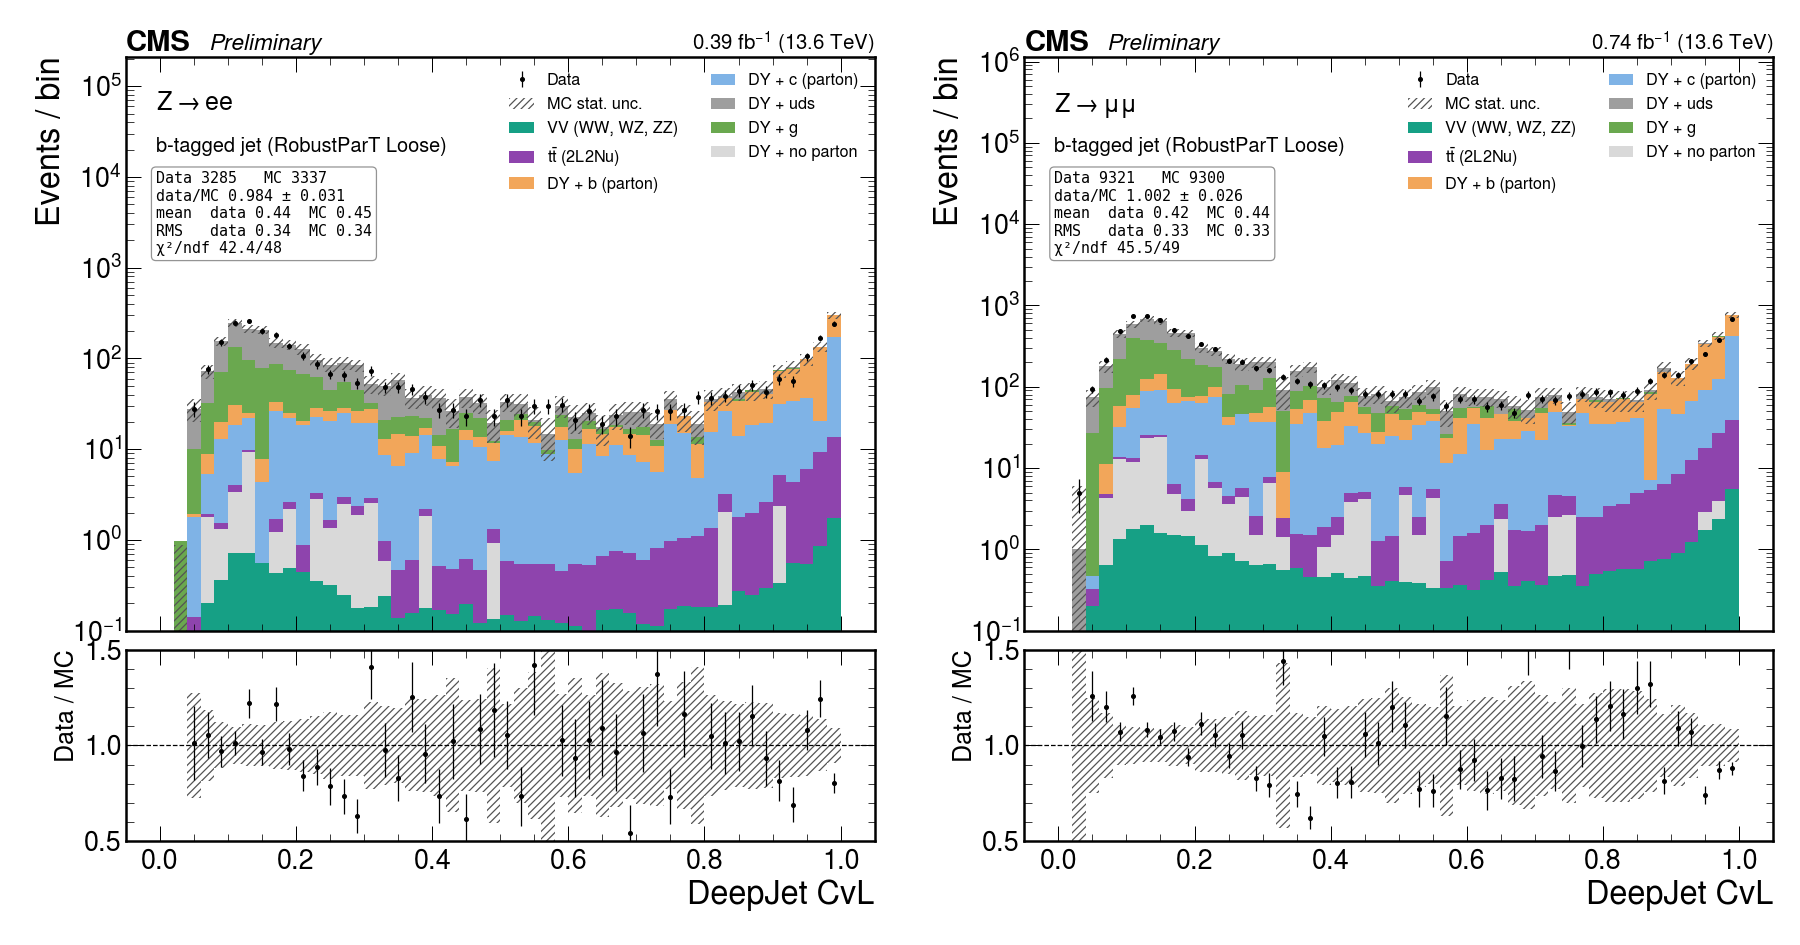 CMS Preliminary 0.39 fb⁻¹ (13.6 TeV)
Events / bin
10⁵
10⁴
10³
10²
10¹
10⁰
10⁻¹
Z → ee
b-tagged jet (RobustParT Loose)
Data 3285 MC 3337
data/MC 0.984 ± 0.031
mean data 0.44 MC 0.45
RMS data 0.34 MC 0.34
χ²/ndf 42.4/48
Data
MC stat. unc.
VV (WW, WZ, ZZ)
tt̄ (2L2Nu)
DY + b (parton)
DY + c (parton)
DY + uds
DY + g
DY + no parton
Data / MC
1.5
1.0
0.5
0.0 0.2 0.4 0.6 0.8 1.0
DeepJet CvL
CMS Preliminary 0.74 fb⁻¹ (13.6 TeV)
Events / bin
10⁶
10⁵
10⁴
10³
10²
10¹
10⁰
10⁻¹
Z → μμ
b-tagged jet (RobustParT Loose)
Data 9321 MC 9300
data/MC 1.002 ± 0.026
mean data 0.42 MC 0.44
RMS data 0.33 MC 0.33
χ²/ndf 45.5/49
Data
MC stat. unc.
VV (WW, WZ, ZZ)
tt̄ (2L2Nu)
DY + b (parton)
DY + c (parton)
DY + uds
DY + g
DY + no parton
Data / MC
1.5
1.0
0.5
0.0 0.2 0.4 0.6 0.8 1.0
DeepJet CvL